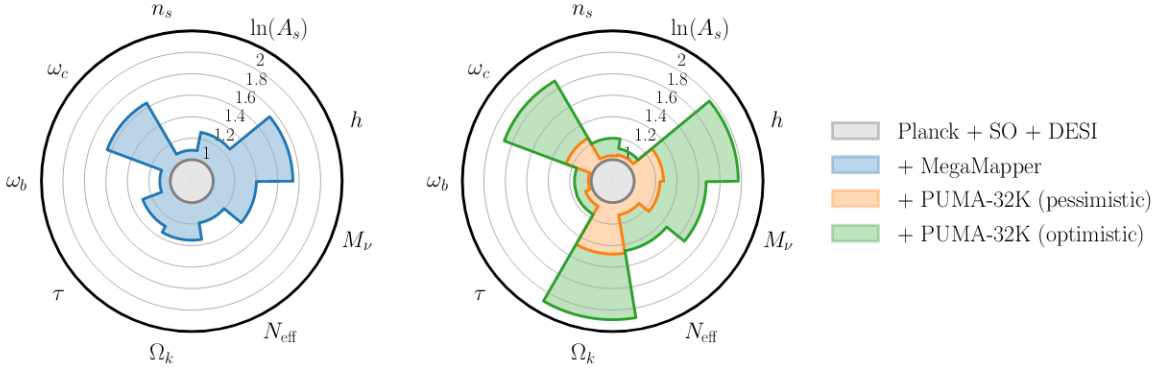 n_s
ln(A_s)
h
M_ν
N_eff
Ω_k
τ
ω_b
ω_c
1
1.2
1.4
1.6
1.8
2
n_s
ln(A_s)
h
M_ν
N_eff
Ω_k
τ
ω_b
ω_c
1
1.2
1.4
1.6
1.8
2
Planck + SO + DESI
+ MegaMapper
+ PUMA-32K (pessimistic)
+ PUMA-32K (optimistic)